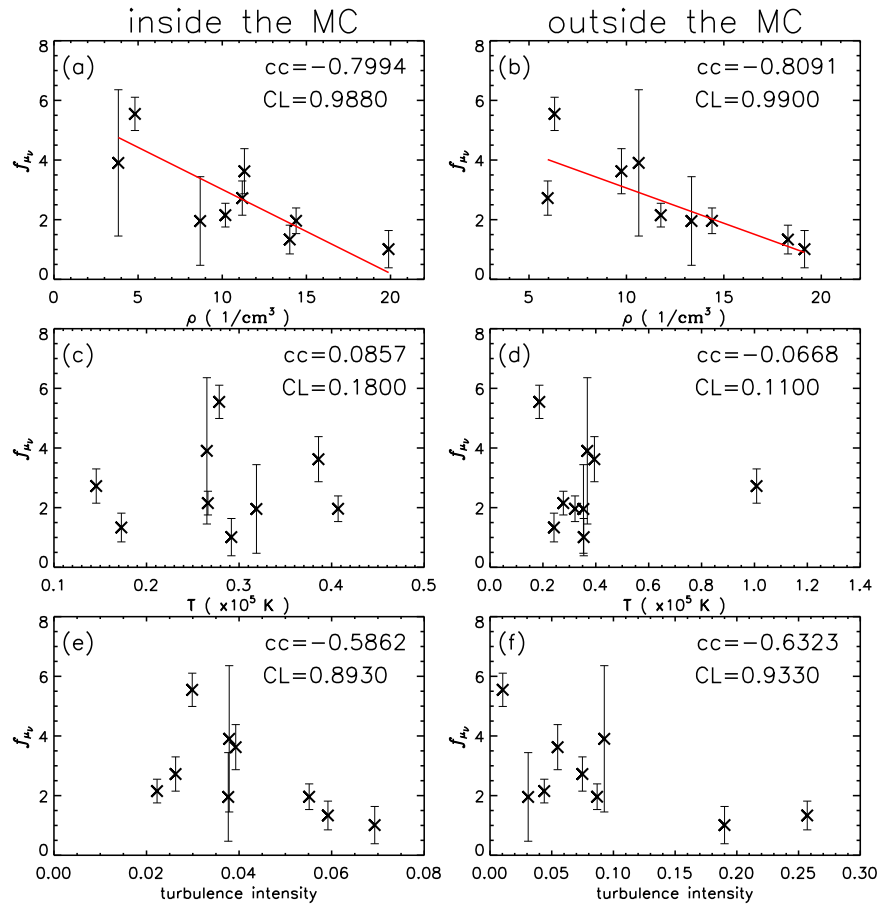 inside the MC
outside the MC
(a)
cc=−0.7994
CL=0.9880
f_μν
8
6
4
2
0
0 5 10 15 20
ρ ( 1/cm³)
(b)
cc=−0.8091
CL=0.9900
f_μν
8
6
4
2
0
5 10 15 20
ρ ( 1/cm³)
(c)
cc=0.0857
CL=0.1800
f_μν
8
6
4
2
0
0.1 0.2 0.3 0.4 0.5
T ( x10⁵ K )
(d)
cc=−0.0668
CL=0.1100
f_μν
8
6
4
2
0
0.0 0.2 0.4 0.6 0.8 1.0 1.2 1.4
T ( x10⁵ K )
(e)
cc=−0.5862
CL=0.8930
f_μν
8
6
4
2
0
0.00 0.02 0.04 0.06 0.08
turbulence intensity
(f)
cc=−0.6323
CL=0.9330
f_μν
8
6
4
2
0
0.00 0.05 0.10 0.15 0.20 0.25 0.30
turbulence intensity